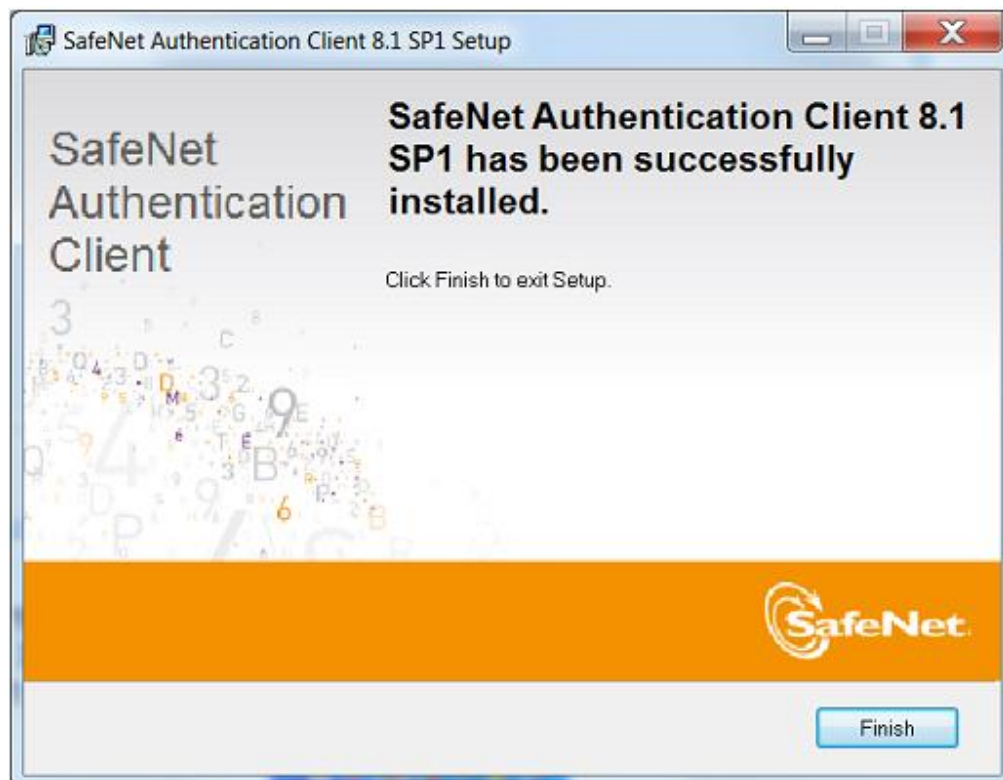 SafeNet Authentication Client 8.1 SP1 Setup
SafeNet
Authentication
Client
SafeNet Authentication Client 8.1
SP1 has been successfully
installed.
Click Finish to exit Setup.
SafeNet.
Finish